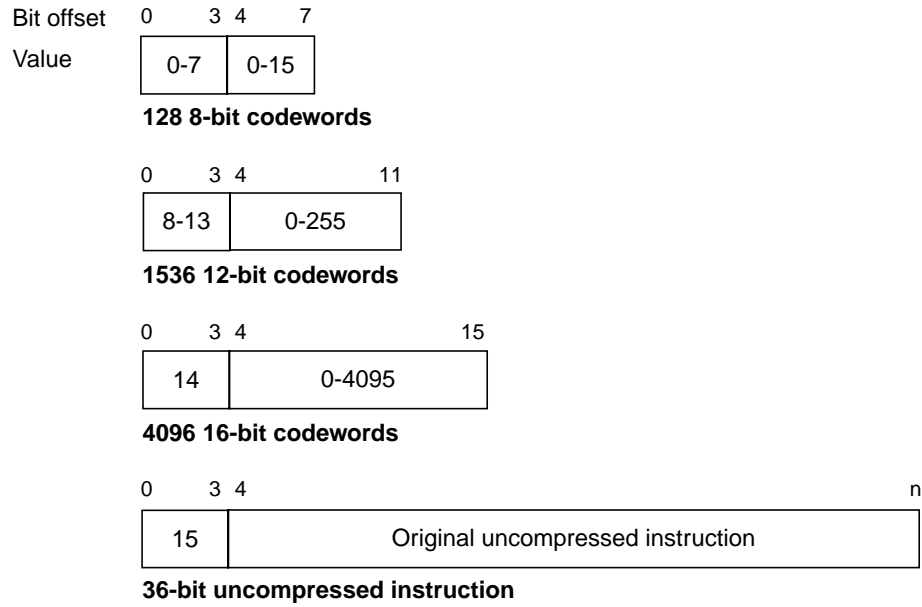 Bit offset 0 3 4 7
Value 0-7 0-15
128 8-bit codewords
0 3 4 11
8-13 0-255
1536 12-bit codewords
0 3 4 15
14 0-4095
4096 16-bit codewords
0 3 4 n
15 Original uncompressed instruction
36-bit uncompressed instruction